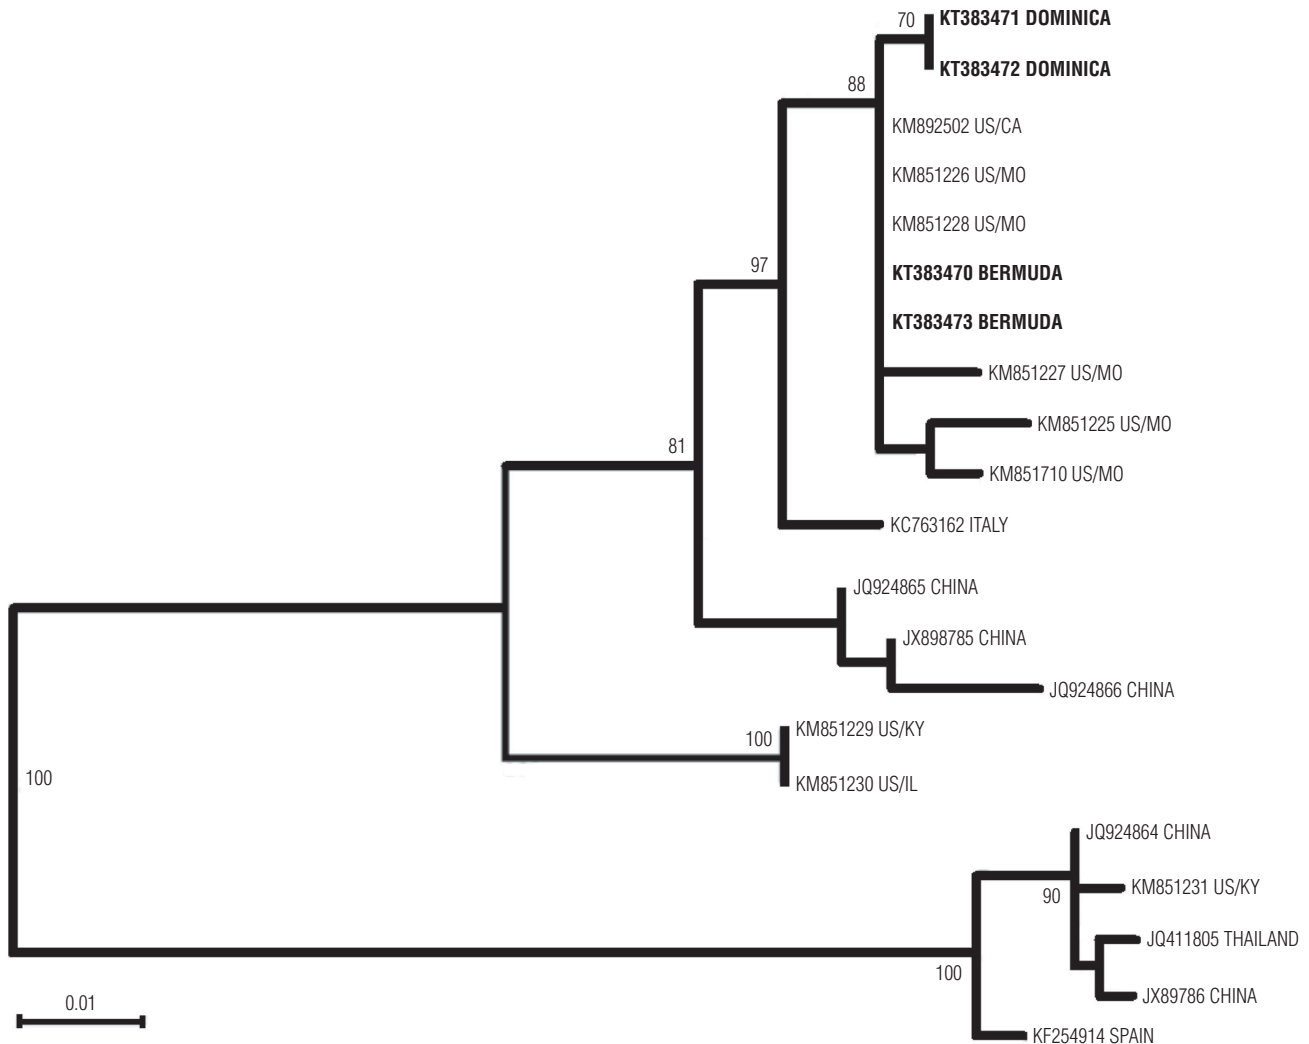 70
KT383471 DOMINICA
KT383472 DOMINICA
88
KM892502 US/CA
KM851226 US/MO
KM851228 US/MO
97
KT383470 BERMUDA
KT383473 BERMUDA
KM851227 US/MO
KM851225 US/MO
81
KM851710 US/MO
KC763162 ITALY
JQ924865 CHINA
JX898785 CHINA
JQ924866 CHINA
KM851229 US/KY
100
KM851230 US/IL
100
JQ924864 CHINA
KM851231 US/KY
90
JQ411805 THAILAND
100
JX89786 CHINA
0.01
KF254914 SPAIN